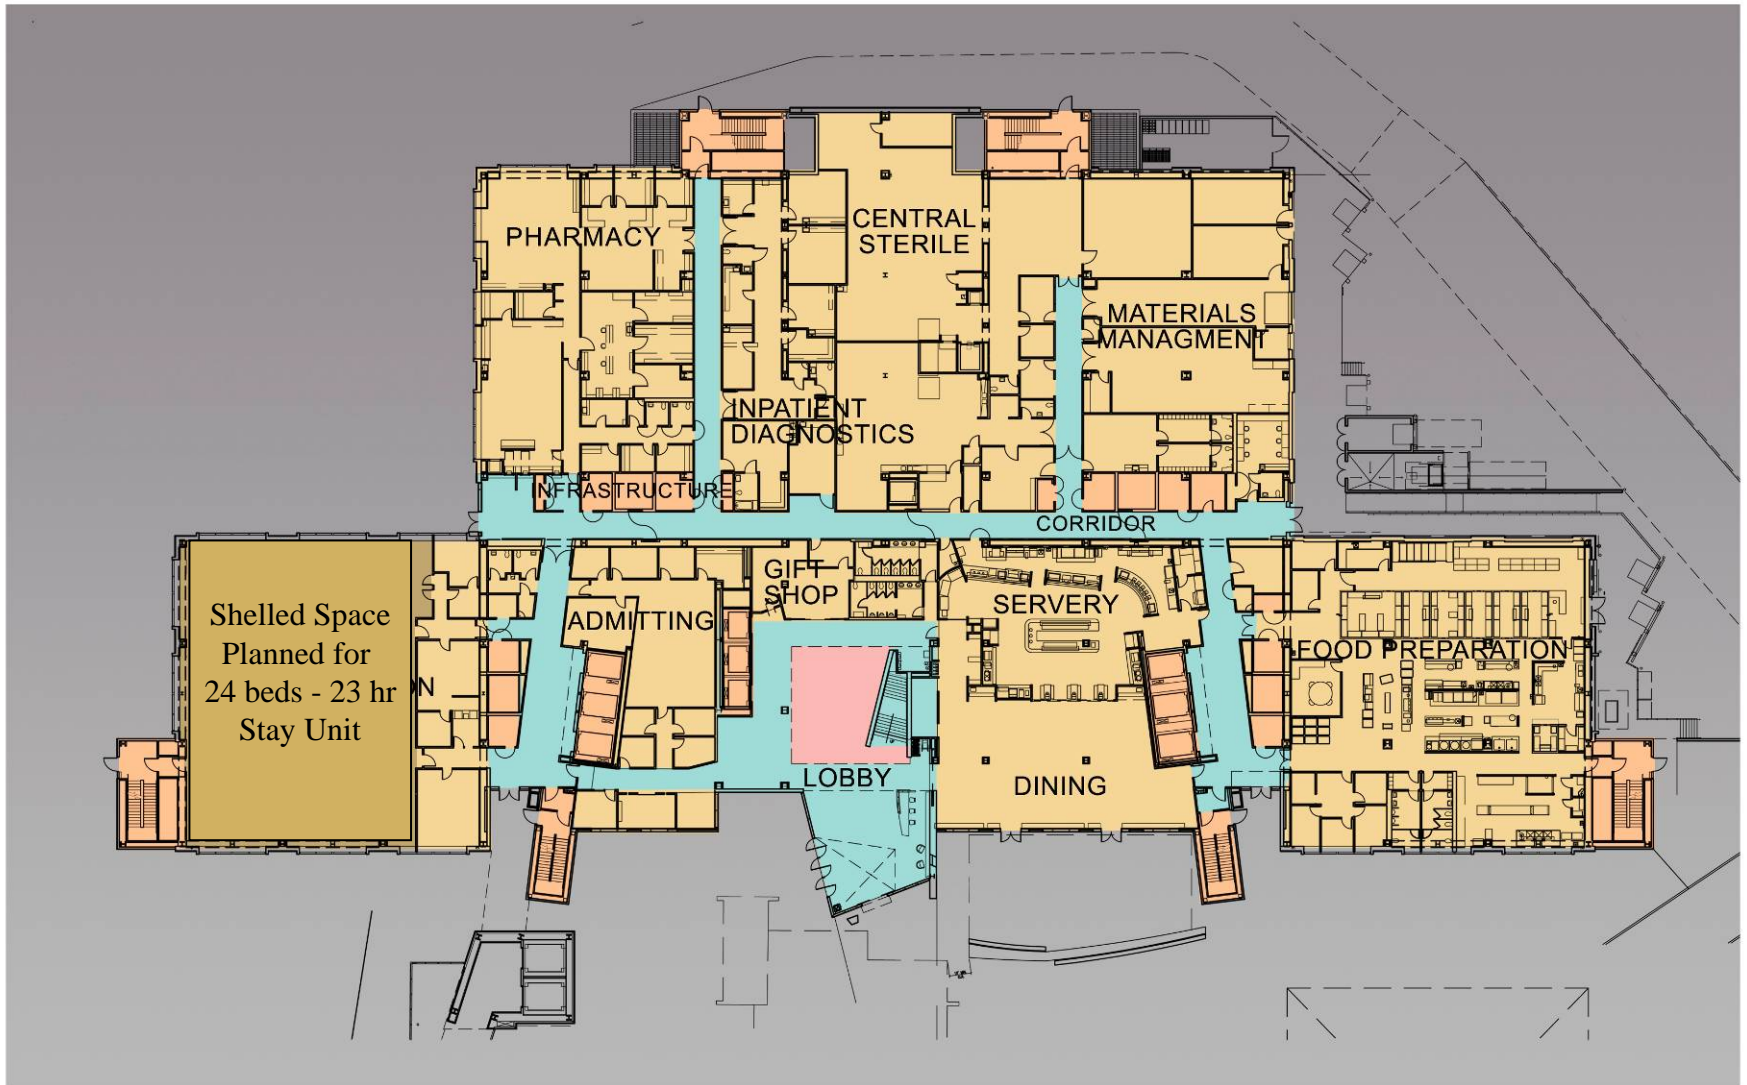 CENTRAL
STERILE
PHARMACY
MATERIALS
MANAGMENT
INPATIENT
DIAGNOSTICS
INFRASTRUCTURE
CORRIDOR
GIFT
SHOP
SERVERY
ADMITTING
Shelled Space
Planned for
24 beds - 23 hr
Stay Unit
FOOD PREPARATION
LOBBY
DINING